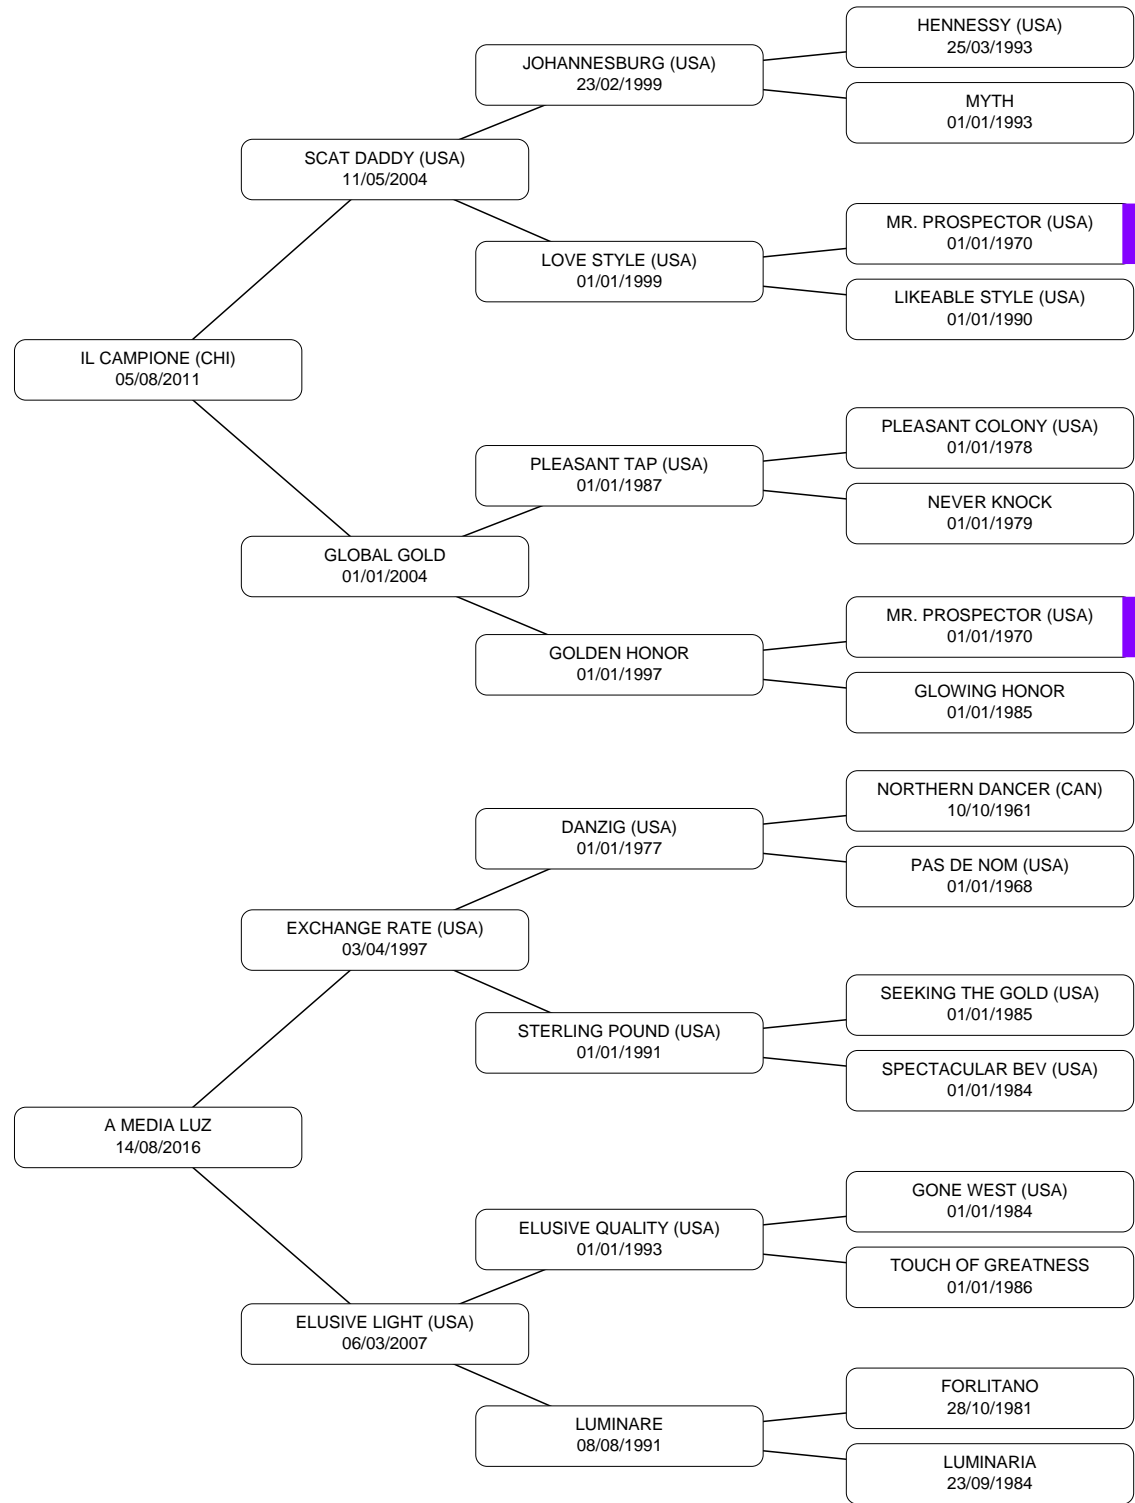 HENNESSY (USA)
25/03/1993
JOHANNESBURG (USA)
23/02/1999
MYTH
01/01/1993
SCAT DADDY (USA)
11/05/2004
MR. PROSPECTOR (USA)
01/01/1970
LOVE STYLE (USA)
01/01/1999
LIKEABLE STYLE (USA)
01/01/1990
IL CAMPIONE (CHI)
05/08/2011
PLEASANT COLONY (USA)
01/01/1978
PLEASANT TAP (USA)
01/01/1987
NEVER KNOCK
01/01/1979
GLOBAL GOLD
01/01/2004
MR. PROSPECTOR (USA)
01/01/1970
GOLDEN HONOR
01/01/1997
GLOWING HONOR
01/01/1985
NORTHERN DANCER (CAN)
10/10/1961
DANZIG (USA)
01/01/1977
PAS DE NOM (USA)
01/01/1968
EXCHANGE RATE (USA)
03/04/1997
SEEKING THE GOLD (USA)
01/01/1985
STERLING POUND (USA)
01/01/1991
SPECTACULAR BEV (USA)
01/01/1984
A MEDIA LUZ
14/08/2016
GONE WEST (USA)
01/01/1984
ELUSIVE QUALITY (USA)
01/01/1993
TOUCH OF GREATNESS
01/01/1986
ELUSIVE LIGHT (USA)
06/03/2007
FORLITANO
28/10/1981
LUMINARE
08/08/1991
LUMINARIA
23/09/1984